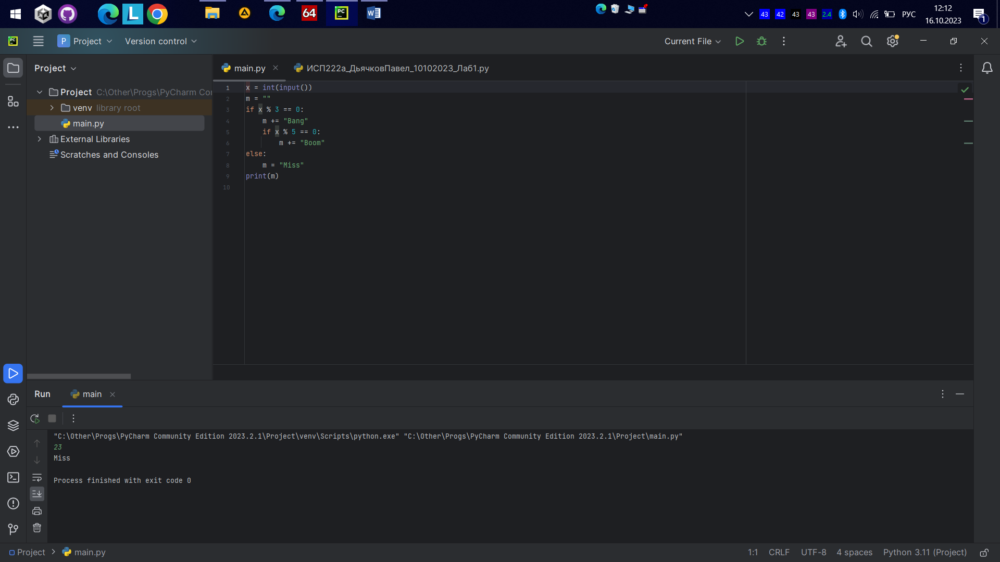 L
64
PC
W
43 42 43 43 2.4 РУС 12:12
16.10.2023
1
PC P Project Version control Current File
Project
main.py ИСП222а_ДьячковПавел_10102023_Лаб1.py
Project C:\Other\Progs\PyCharm Cor
venv library root
main.py
External Libraries
Scratches and Consoles
1 x = int(input())
2 m = ""
3 if x % 3 == 0:
4 m += "Bang"
5 if x % 5 == 0:
6 m += "Boom"
7 else:
8 m = "Miss"
9 print(m)
10
Run main
"C:\Other\Progs\PyCharm Community Edition 2023.2.1\Project\venv\Scripts\python.exe" "C:\Other\Progs\PyCharm Community Edition 2023.2.1\Project\main.py"
23
Miss
Process finished with exit code 0
Project main.py 1:1 CRLF UTF-8 4 spaces Python 3.11 (Project)